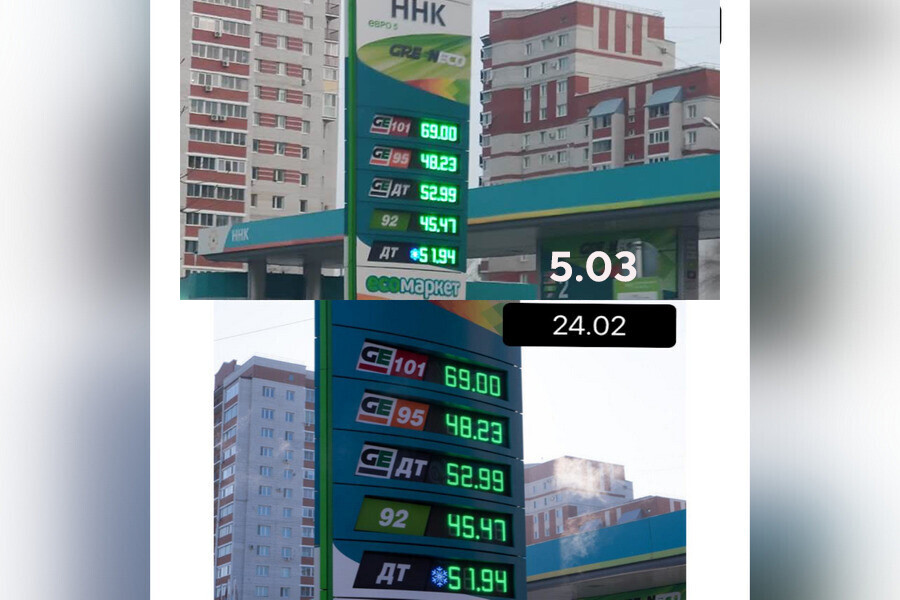 ННК
ЕВРО 5
GREEN
GE 101 69.00
GE 95 48.23
GE ДТ 52.99
92 45.47
ДТ 51.94
ecoмаркет
ННК
2
5.03
24.02
GE 101 69.00
GE 95 48.23
GE ДТ 52.99
92 45.47
ДТ 51.94